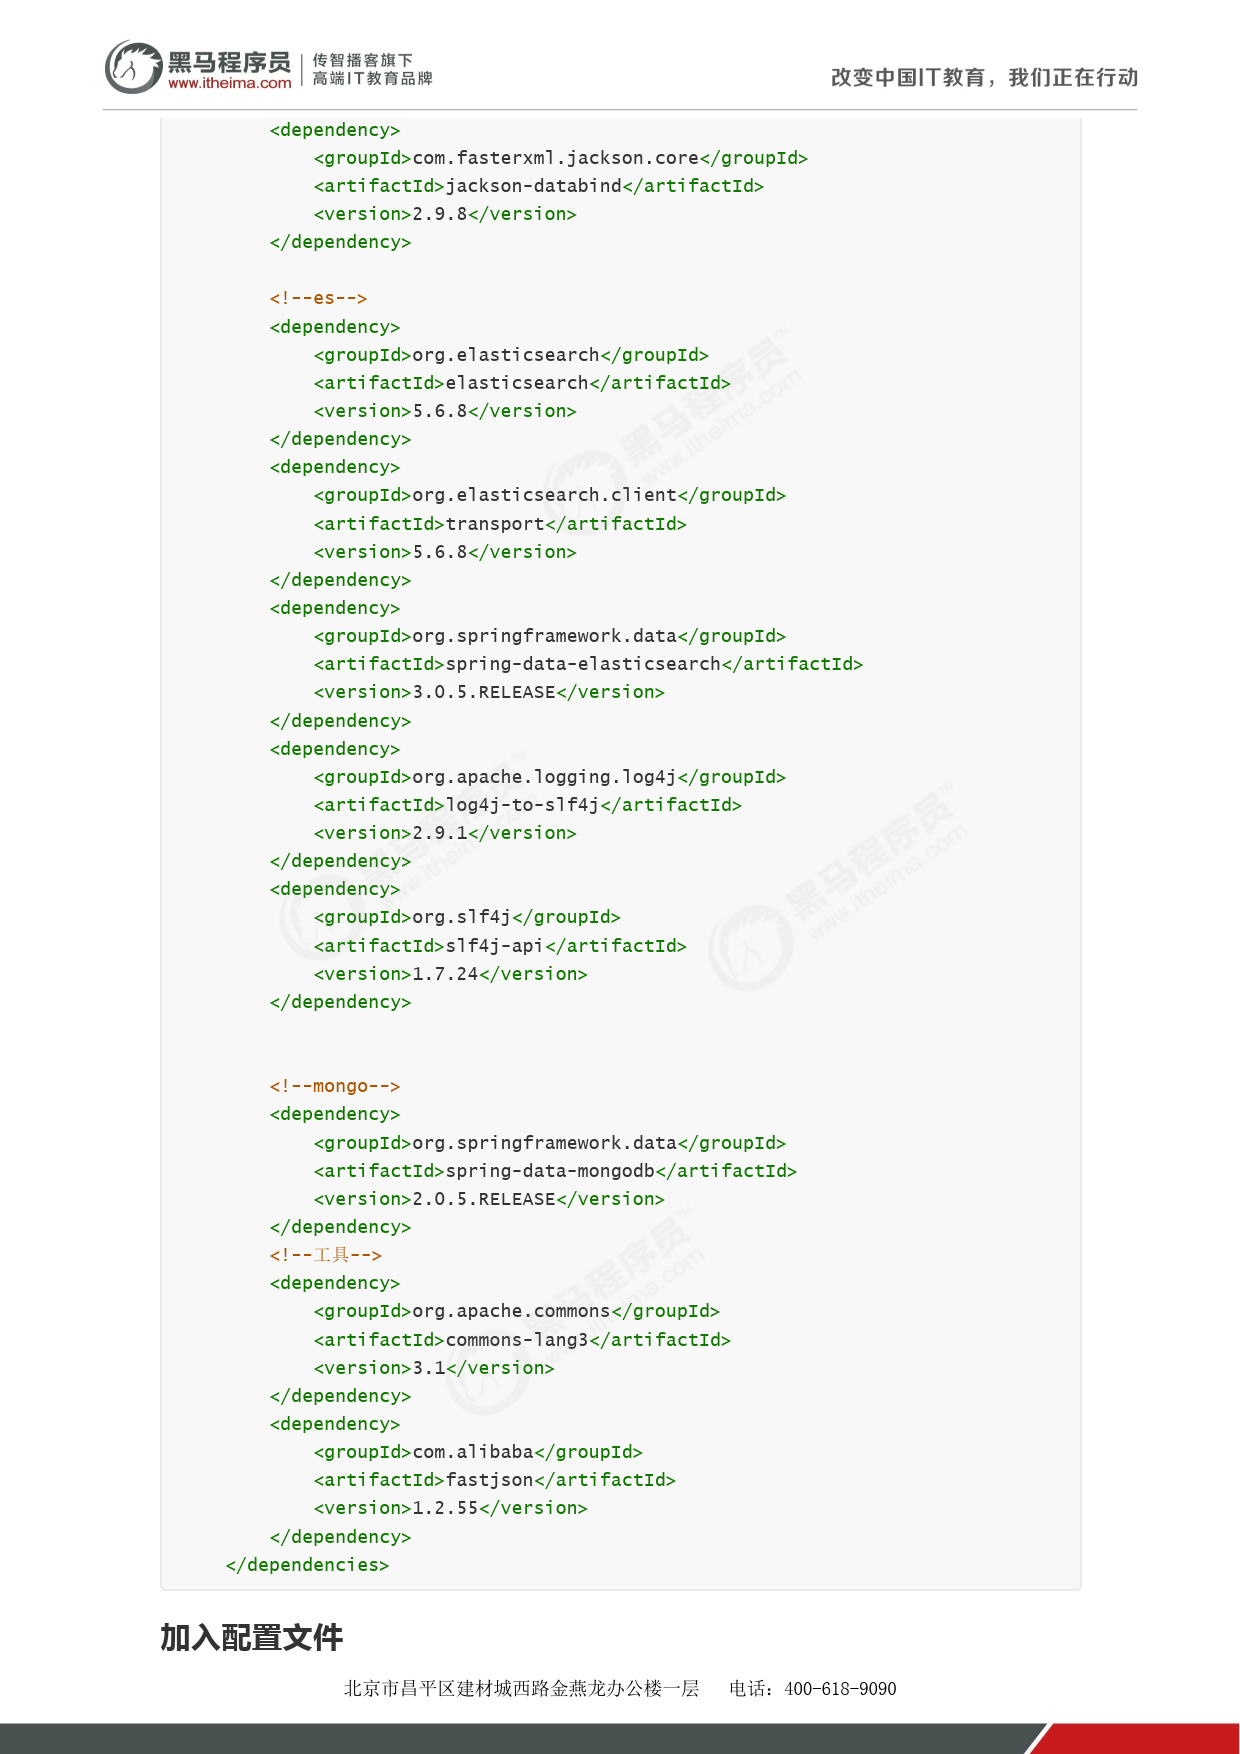 黑马程序员
www.itheima.com
传智播客旗下
高端IT教育品牌
改变中国IT教育，我们正在行动
<dependency>
<groupId>com.fasterxml.jackson.core</groupId>
<artifactId>jackson-databind</artifactId>
<version>2.9.8</version>
</dependency>
<!--es-->
<dependency>
<groupId>org.elasticsearch</groupId>
<artifactId>elasticsearch</artifactId>
<version>5.6.8</version>
</dependency>
<dependency>
<groupId>org.elasticsearch.client</groupId>
<artifactId>transport</artifactId>
<version>5.6.8</version>
</dependency>
<dependency>
<groupId>org.springframework.data</groupId>
<artifactId>spring-data-elasticsearch</artifactId>
<version>3.0.5.RELEASE</version>
</dependency>
<dependency>
<groupId>org.apache.logging.log4j</groupId>
<artifactId>log4j-to-slf4j</artifactId>
<version>2.9.1</version>
</dependency>
<dependency>
<groupId>org.slf4j</groupId>
<artifactId>slf4j-api</artifactId>
<version>1.7.24</version>
</dependency>
<!--mongo-->
<dependency>
<groupId>org.springframework.data</groupId>
<artifactId>spring-data-mongodb</artifactId>
<version>2.0.5.RELEASE</version>
</dependency>
<!--工具-->
<dependency>
<groupId>org.apache.commons</groupId>
<artifactId>commons-lang3</artifactId>
<version>3.1</version>
</dependency>
<dependency>
<groupId>com.alibaba</groupId>
<artifactId>fastjson</artifactId>
<version>1.2.55</version>
</dependency>
</dependencies>
加入配置文件
北京市昌平区建材城西路金燕龙办公楼一层 电话：400-618-9090